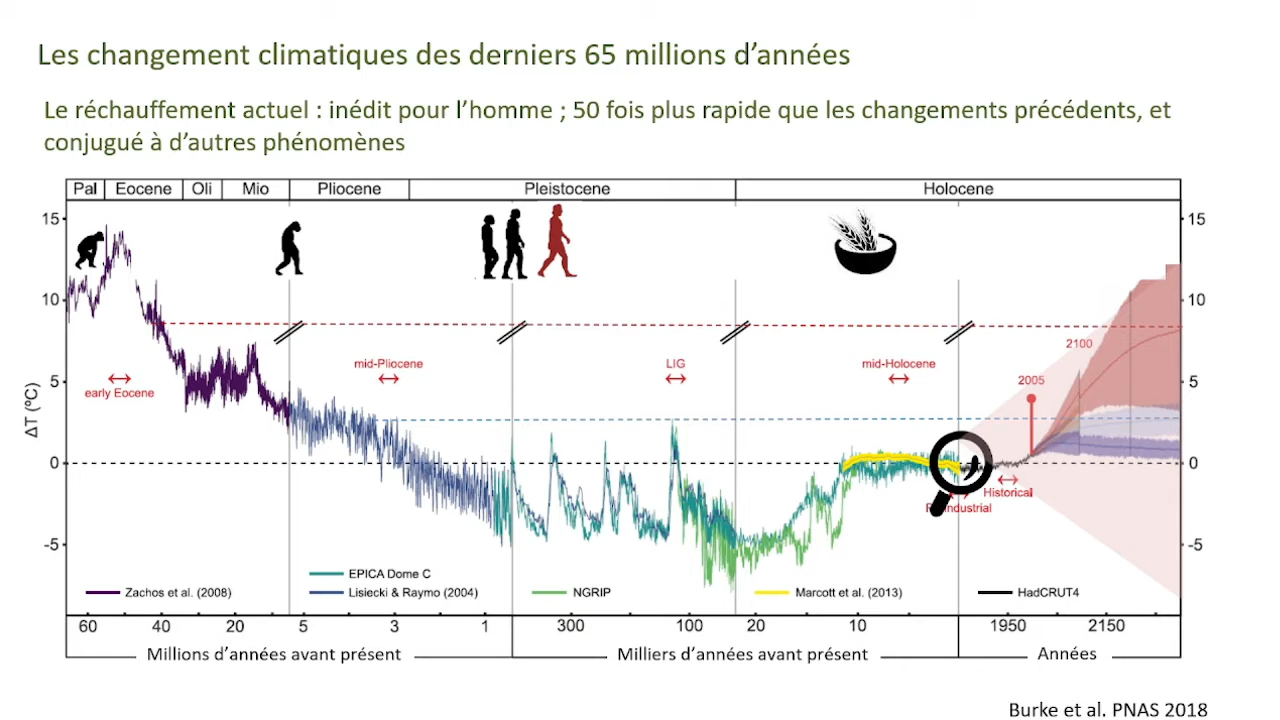 Les changement climatiques des derniers 65 millions d’années
Le réchauffement actuel : inédit pour l’homme ; 50 fois plus rapide que les changements précédents, et
conjugué à d’autres phénomènes
Pal Eocene Oli Mio Pliocene Pleistocene Holocene
15 15
10 10
2100
mid-Pliocene LIG mid-Holocene
5 2005 5
early Eocene
ΔT (°C)
0 0
Historical
industrial
-5 -5
EPICA Dome C
Zachos et al. (2008) Lisiecki & Raymo (2004) NGRIP Marcott et al. (2013) HadCRUT4
60 40 20 5 3 1 300 100 20 10 1950 2150
Millions d’années avant présent Milliers d’années avant présent Années
Burke et al. PNAS 2018